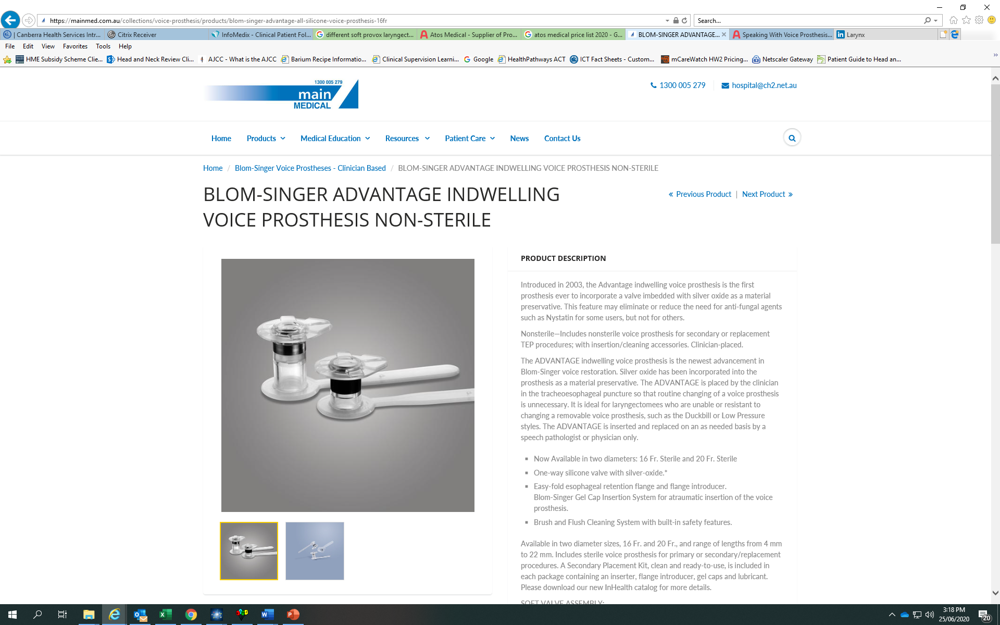 https://mainmed.com.au/collections/voice-prosthesis/products/blom-singer-advantage-all-silicone-voice-prosthesis-16fr
Search...
| Canberra Health Services Intr...
Citrix Receiver
InfoMedix - Clinical Patient Fol...
different soft provox laryngect...
Atos Medical - Supplier of Pro...
atos medical price list 2020 - G...
BLOM-SINGER ADVANTAGE...
Speaking With Voice Prosthesis...
Larynx
File Edit View Favorites Tools Help
HME Subsidy Scheme Clie...
Head and Neck Review Cli...
AJCC - What is the AJCC
Barium Recipe Informatio...
Clinical Supervision Learni...
Google
HealthPathways ACT
ICT Fact Sheets - Custom...
mCareWatch HW2 Pricing...
Netscaler Gateway
Patient Guide to Head an...
1300 005 279
main
MEDICAL
1300 005 279
hospital@ch2.net.au
Home Products Medical Education Resources Patient Care News Contact Us
Home / Blom-Singer Voice Prostheses - Clinician Based / BLOM-SINGER ADVANTAGE INDWELLING VOICE PROSTHESIS NON-STERILE
BLOM-SINGER ADVANTAGE INDWELLING
VOICE PROSTHESIS NON-STERILE
« Previous Product | Next Product »
PRODUCT DESCRIPTION
Introduced in 2003, the Advantage indwelling voice prosthesis is the first
prosthesis ever to incorporate a valve imbedded with silver oxide as a material
preservative. This feature may eliminate or reduce the need for anti-fungal agents
such as Nystatin for some users, but not for others.
Nonsterile—Includes nonsterile voice prosthesis for secondary or replacement
TEP procedures; with insertion/cleaning accessories. Clinician-placed.
The ADVANTAGE indwelling voice prosthesis is the newest advancement in
Blom-Singer voice restoration. Silver oxide has been incorporated into the
prosthesis as a material preservative. The ADVANTAGE is placed by the clinician
in the tracheoesophageal puncture so that routine changing of a voice prosthesis
is unnecessary. It is ideal for laryngectomees who are unable or resistant to
changing a removable voice prosthesis, such as the Duckbill or Low Pressure
styles. The ADVANTAGE is inserted and replaced on an as needed basis by a
speech pathologist or physician only.
▪ Now Available in two diameters: 16 Fr. Sterile and 20 Fr. Sterile
▪ One-way silicone valve with silver-oxide.*
▪ Easy-fold esophageal retention flange and flange introducer.
Blom-Singer Gel Cap Insertion System for atraumatic insertion of the voice
prosthesis.
▪ Brush and Flush Cleaning System with built-in safety features.
Available in two diameter sizes, 16 Fr. and 20 Fr., and range of lengths from 4 mm
to 22 mm. Includes sterile voice prosthesis for primary or secondary/replacement
procedures. A Secondary Placement Kit, clean and ready-to-use, is included in
each package containing an inserter, flange introducer, gel caps and lubricant.
Please download our new InHealth catalog for more details.
SOFT VALVE ASSEMBLY:
3:18 PM
25/06/2020
20